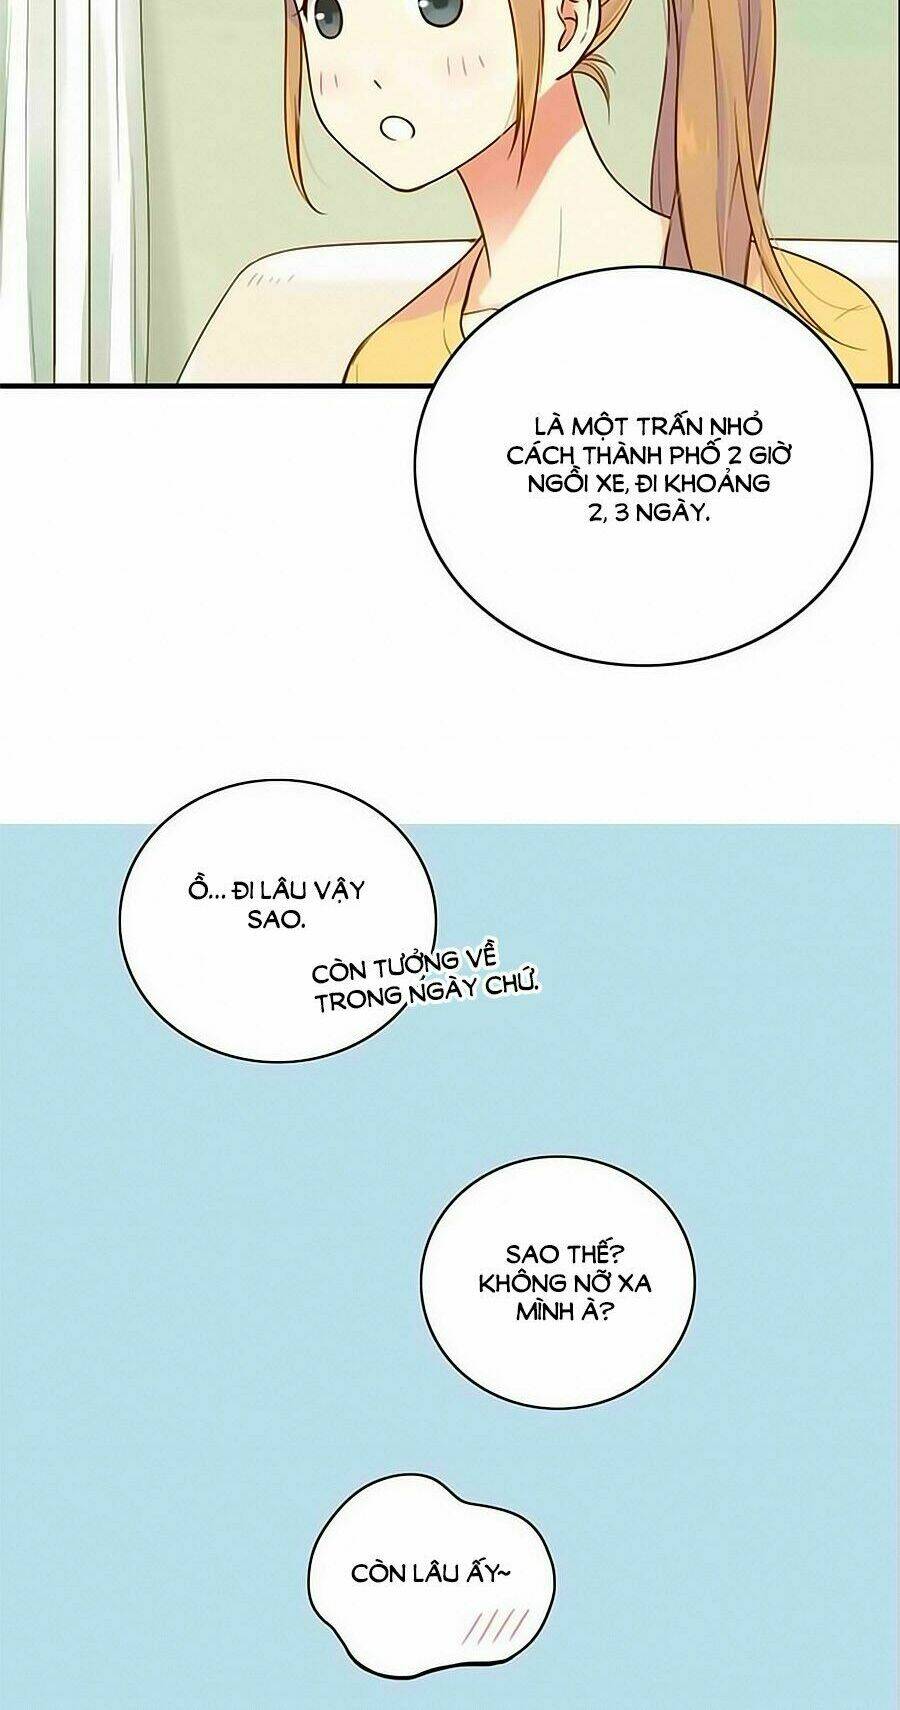 LÀ MỘT TRẤN NHỎ
CÁCH THÀNH PHỐ 2 GIỜ
NGỒI XE, ĐI KHOẢNG
2, 3 NGÀY.
Ồ... ĐI LÂU VẬY
SAO.
CÒN TƯỞNG VỀ
TRONG NGÀY CHỨ.
SAO THẾ?
KHÔNG NỠ XA
MÌNH À?
CÒN LÂU ẤY~